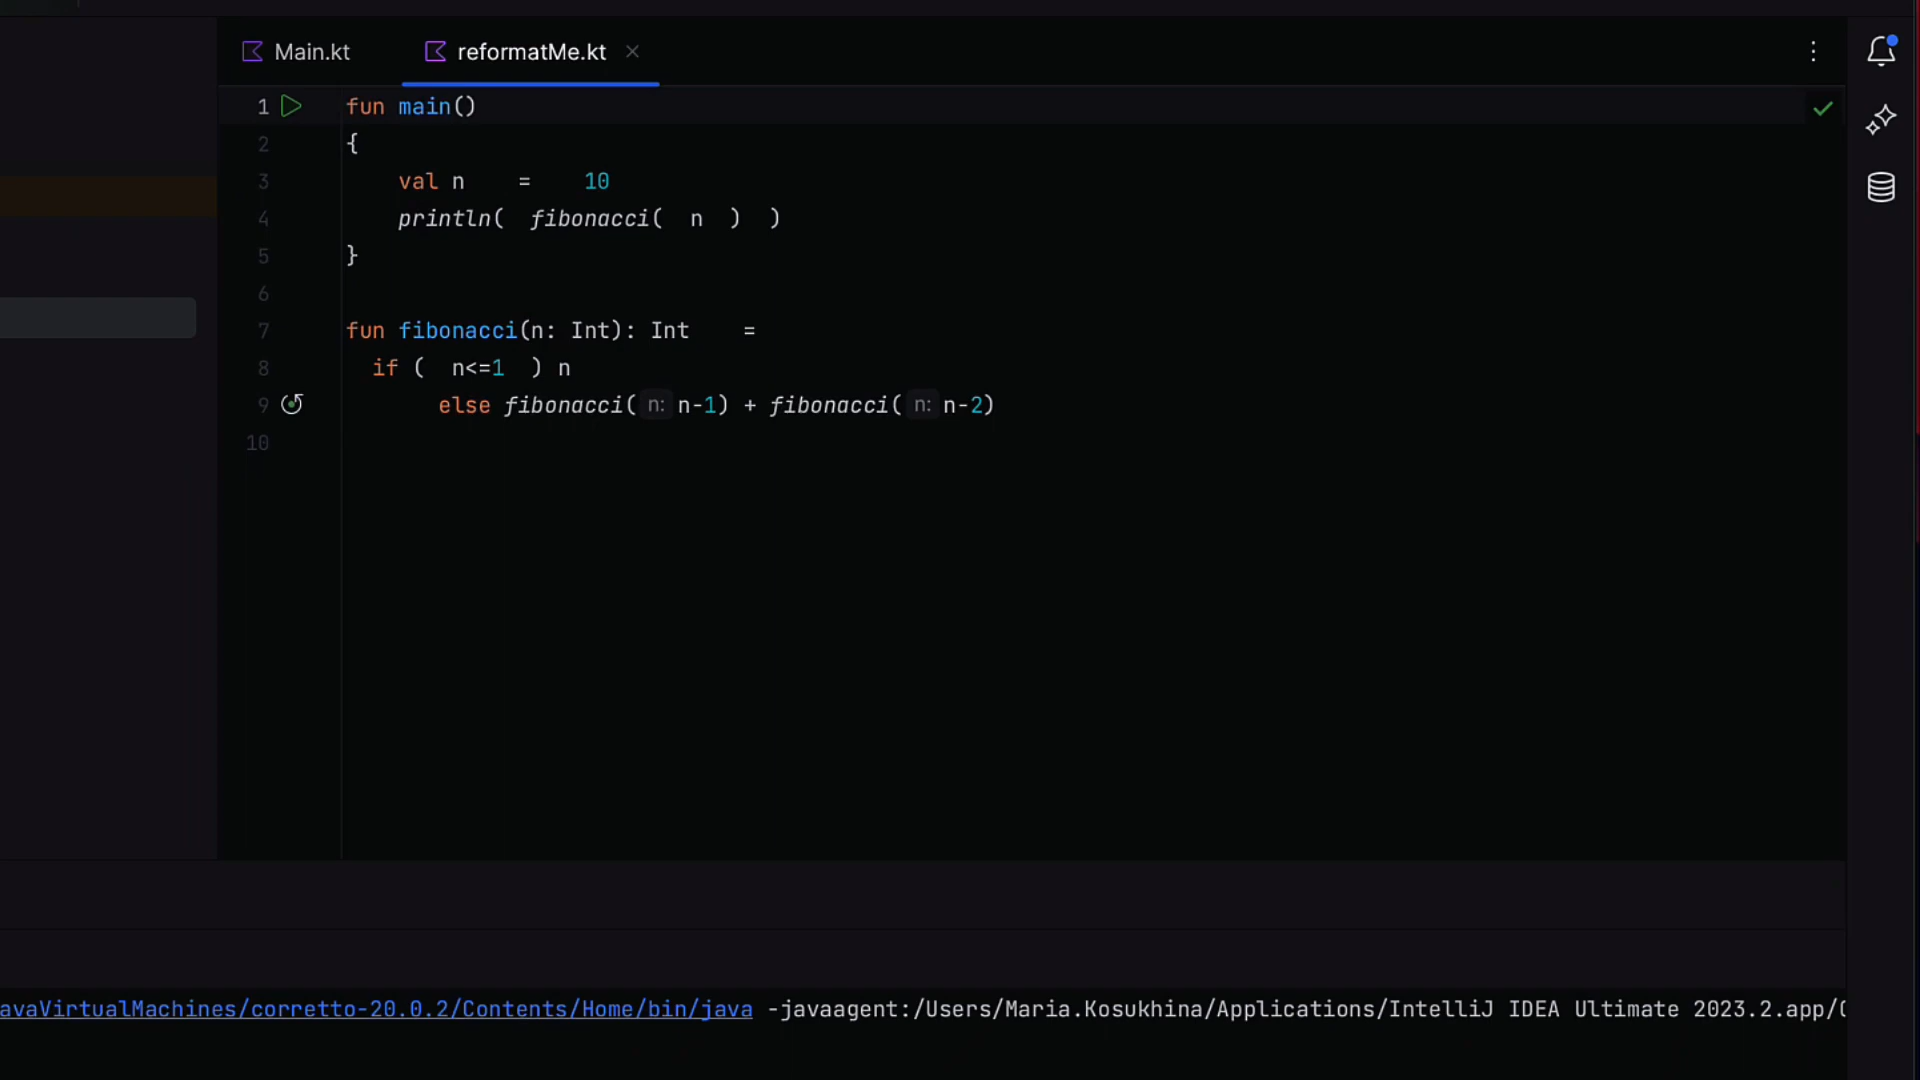 Main.kt reformatMe.kt
1 fun main()
2 {
3 val n    =    10
4 println(  fibonacci(  n  )  )
5 }
6
7 fun fibonacci(n: Int): Int    =
8 if (  n<=1  ) n
9 else fibonacci( n: n-1) + fibonacci( n: n-2)
10
avaVirtualMachines/corretto-20.0.2/Contents/Home/bin/java -javaagent:/Users/Maria.Kosukhina/Applications/IntelliJ IDEA Ultimate 2023.2.app/